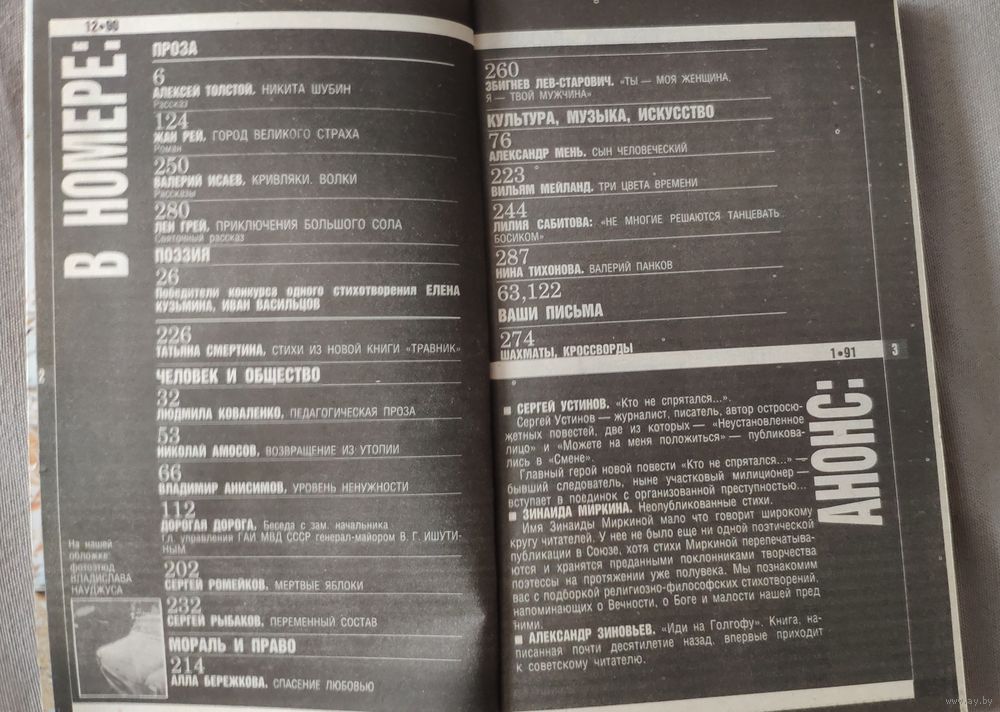 12•90
В НОМЕРЕ:
ПРОЗА
6
АЛЕКСЕЙ ТОЛСТОЙ, НИКИТА ШУБИН
Рассказ
124
ЖАН РЕЙ, ГОРОД ВЕЛИКОГО СТРАХА
Роман
250
ВАЛЕРИЙ ИСАЕВ, КРИВЛЯКИ. ВОЛКИ
Рассказы
280
ЛЕН ГРЕЙ, ПРИКЛЮЧЕНИЯ БОЛЬШОГО СОЛА
Святочный рассказ
ПОЭЗИЯ
26
Победители конкурса одного стихотворения ЕЛЕНА
КУЗЬМИНА, ИВАН ВАСИЛЬЦОВ
226
ТАТЬЯНА СМЕРТИНА, СТИХИ ИЗ НОВОЙ КНИГИ «ТРАВНИК»
ЧЕЛОВЕК И ОБЩЕСТВО
32
ЛЮДМИЛА КОВАЛЕНКО, ПЕДАГОГИЧЕСКАЯ ПРОЗА
53
НИКОЛАЙ АМОСОВ, ВОЗВРАЩЕНИЕ ИЗ УТОПИИ
66
ВЛАДИМИР АНИСИМОВ, УРОВЕНЬ НЕНУЖНОСТИ
112
ДОРОГАЯ ДОРОГА, Беседа с зам. начальника
Гл. управления ГАИ МВД СССР генерал-майором В. Г. ИШУТИ-
НЫМ
202
СЕРГЕЙ РОМЕЙКОВ, МЕРТВЫЕ ЯБЛОКИ
232
СЕРГЕЙ РЫБАКОВ, ПЕРЕМЕННЫЙ СОСТАВ
МОРАЛЬ И ПРАВО
214
АЛЛА БЕРЕЖКОВА, СПАСЕНИЕ ЛЮБОВЬЮ
2
На нашей
обложке:
фотоэтюд
ВЛАДИСЛАВА
НАУДЖУСА
260
ЗБИГНЕВ ЛЕВ-СТАРОВИЧ. «ТЫ — МОЯ ЖЕНЩИНА,
Я — ТВОЙ МУЖЧИНА»
КУЛЬТУРА, МУЗЫКА, ИСКУССТВО
76
АЛЕКСАНДР МЕНЬ. СЫН ЧЕЛОВЕЧЕСКИЙ
223
ВИЛЬЯМ МЕЙЛАНД. ТРИ ЦВЕТА ВРЕМЕНИ
244
ЛИЛИЯ САБИТОВА: «НЕ МНОГИЕ РЕШАЮТСЯ ТАНЦЕВАТЬ
БОСИКОМ»
287
НИНА ТИХОНОВА. ВАЛЕРИЙ ПАНКОВ
63,122
ВАШИ ПИСЬМА
274
ШАХМАТЫ, КРОССВОРДЫ
1•91
3
АНОНС:
■ СЕРГЕЙ УСТИНОВ. «Кто не спрятался...».
Сергей Устинов — журналист, писатель, автор остросю-
жетных повестей, две из которых — «Неустановленное
лицо» и «Можете на меня положиться» — публикова-
лись в «Смене».
Главный герой новой повести «Кто не спрятался...» —
бывший следователь, ныне участковый милиционер —
вступает в поединок с организованной преступностью...
■ ЗИНАИДА МИРКИНА. Неопубликованные стихи.
Имя Зинаиды Миркиной мало что говорит широкому
кругу читателей. У нее не было еще ни одной поэтической
публикации в Союзе, хотя стихи Миркиной перепечатыва-
ются и хранятся преданными поклонниками творчества
поэтессы на протяжении уже полувека. Мы познакомим
вас с подборкой религиозно-философских стихотворений,
напоминающих о Вечности, о Боге и малости нашей пред
ними.
■ АЛЕКСАНДР ЗИНОВЬЕВ. «Иди на Голгофу». Книга, на-
писанная почти десятилетие назад, впервые приходит
к советскому читателю.
www.ay.by